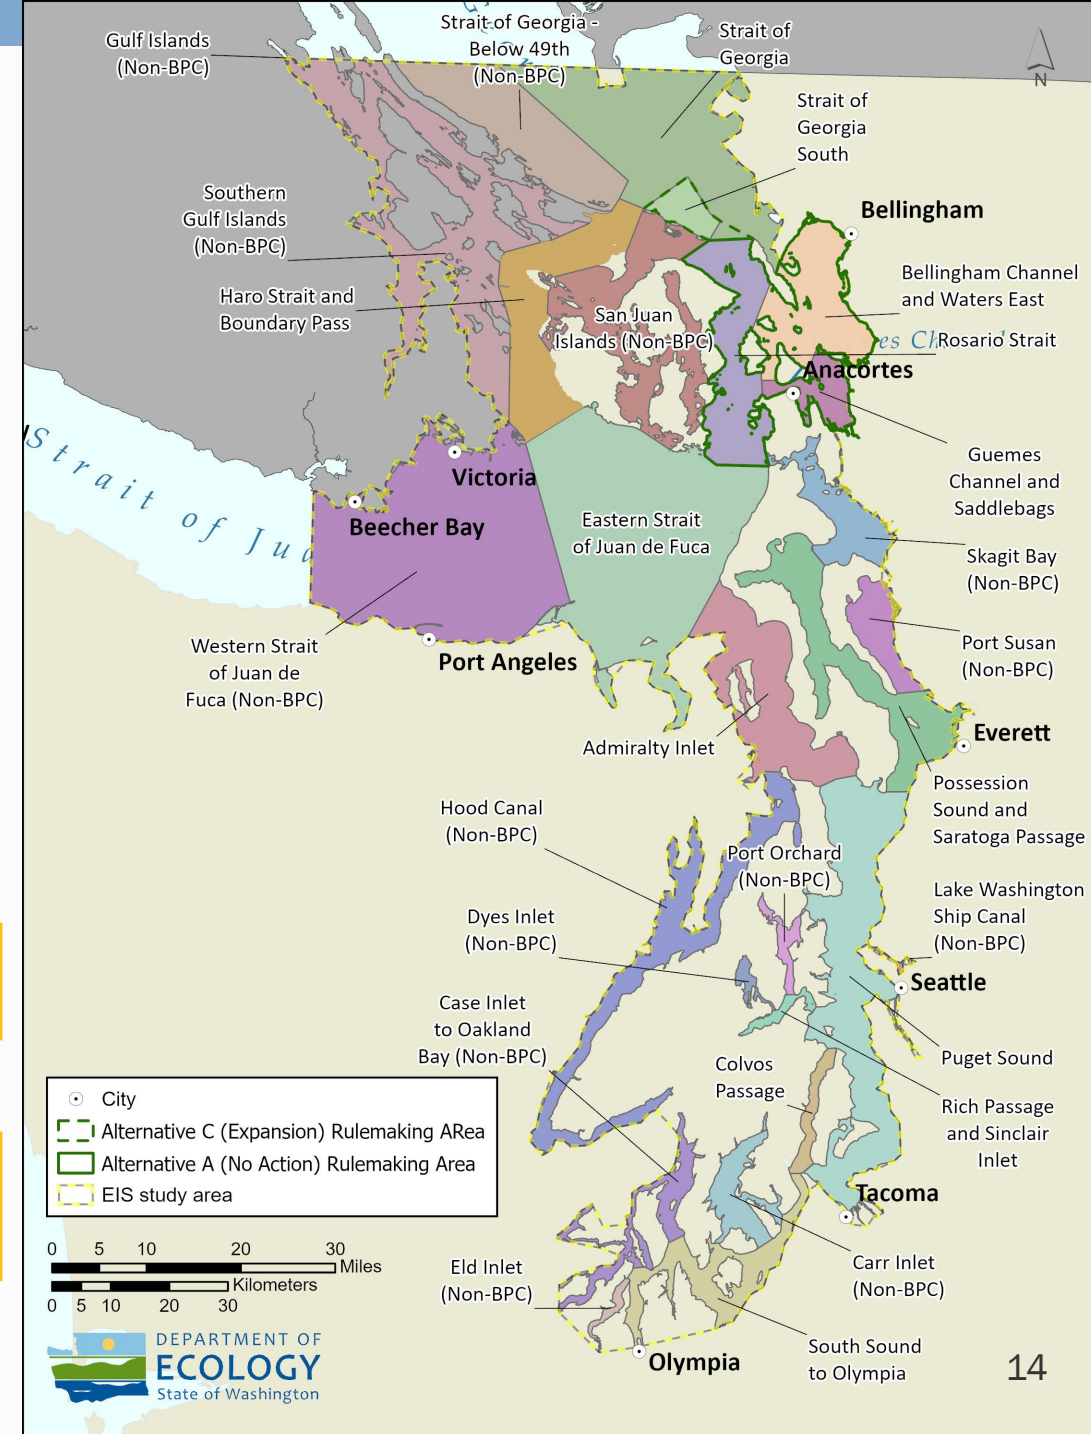 Strait of Georgia -
Below 49th
(Non-BPC)
Gulf Islands
(Non-BPC)
Strait of
Georgia
N
Strait of
Georgia
South
Southern
Gulf Islands
(Non-BPC)
Bellingham
Bellingham Channel
and Waters East
Haro Strait and
Boundary Pass
San Juan
Islands (Non-BPC)
es Ch
Rosario Strait
Anacortes
Strait of Jua
Victoria
Guemes
Channel and
Saddlebags
Beecher Bay
Eastern Strait
of Juan de Fuca
Skagit Bay
(Non-BPC)
Western Strait
of Juan de
Fuca (Non-BPC)
Port Angeles
Port Susan
(Non-BPC)
Admiralty Inlet
Everett
Possession
Sound and
Saratoga Passage
Hood Canal
(Non-BPC)
Port Orchard
(Non-BPC)
Lake Washington
Ship Canal
(Non-BPC)
Dyes Inlet
(Non-BPC)
Seattle
Case Inlet
to Oakland
Bay (Non-BPC)
Puget Sound
Colvos
Passage
Rich Passage
and Sinclair
Inlet
City
Alternative C (Expansion) Rulemaking ARea
Alternative A (No Action) Rulemaking Area
EIS study area
Tacoma
0 5 10 20 30
Miles
Kilometers
0 5 10 20 30
Eld Inlet
(Non-BPC)
Carr Inlet
(Non-BPC)
DEPARTMENT OF
ECOLOGY
State of Washington
Olympia
South Sound
to Olympia
14